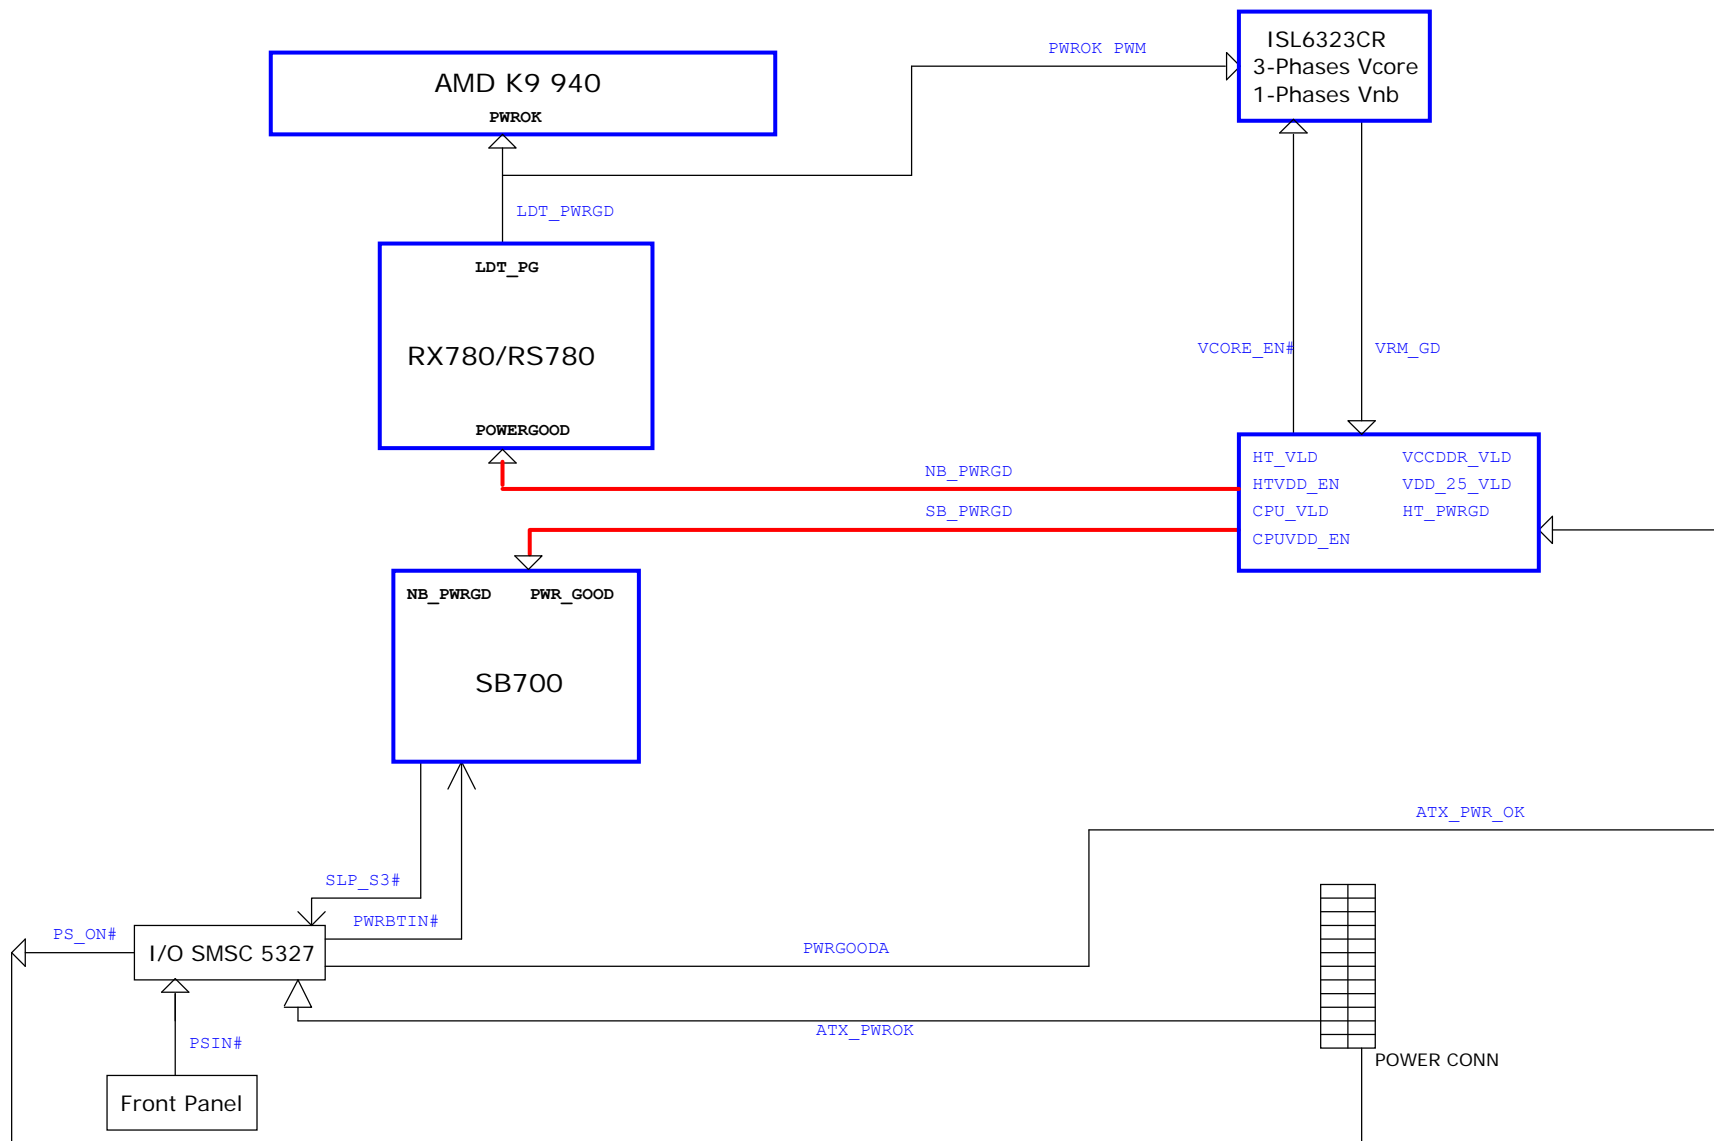 ISL6323CR
3-Phases Vcore
1-Phases Vnb
PWROK PWM
AMD K9 940
PWROK
LDT_PWRGD
LDT_PG
RX780/RS780
POWERGOOD
VCORE_EN#
VRM_GD
HT_VLD
VCCDDR_VLD
HTVDD_EN
VDD_25_VLD
CPU_VLD
HT_PWRGD
CPUVDD_EN
NB_PWRGD
SB_PWRGD
NB_PWRGD
PWR_GOOD
SB700
ATX_PWR_OK
SLP_S3#
PWRBTIN#
PS_ON#
I/O SMSC 5327
PWRGOODA
ATX_PWROK
PSIN#
POWER CONN
Front Panel